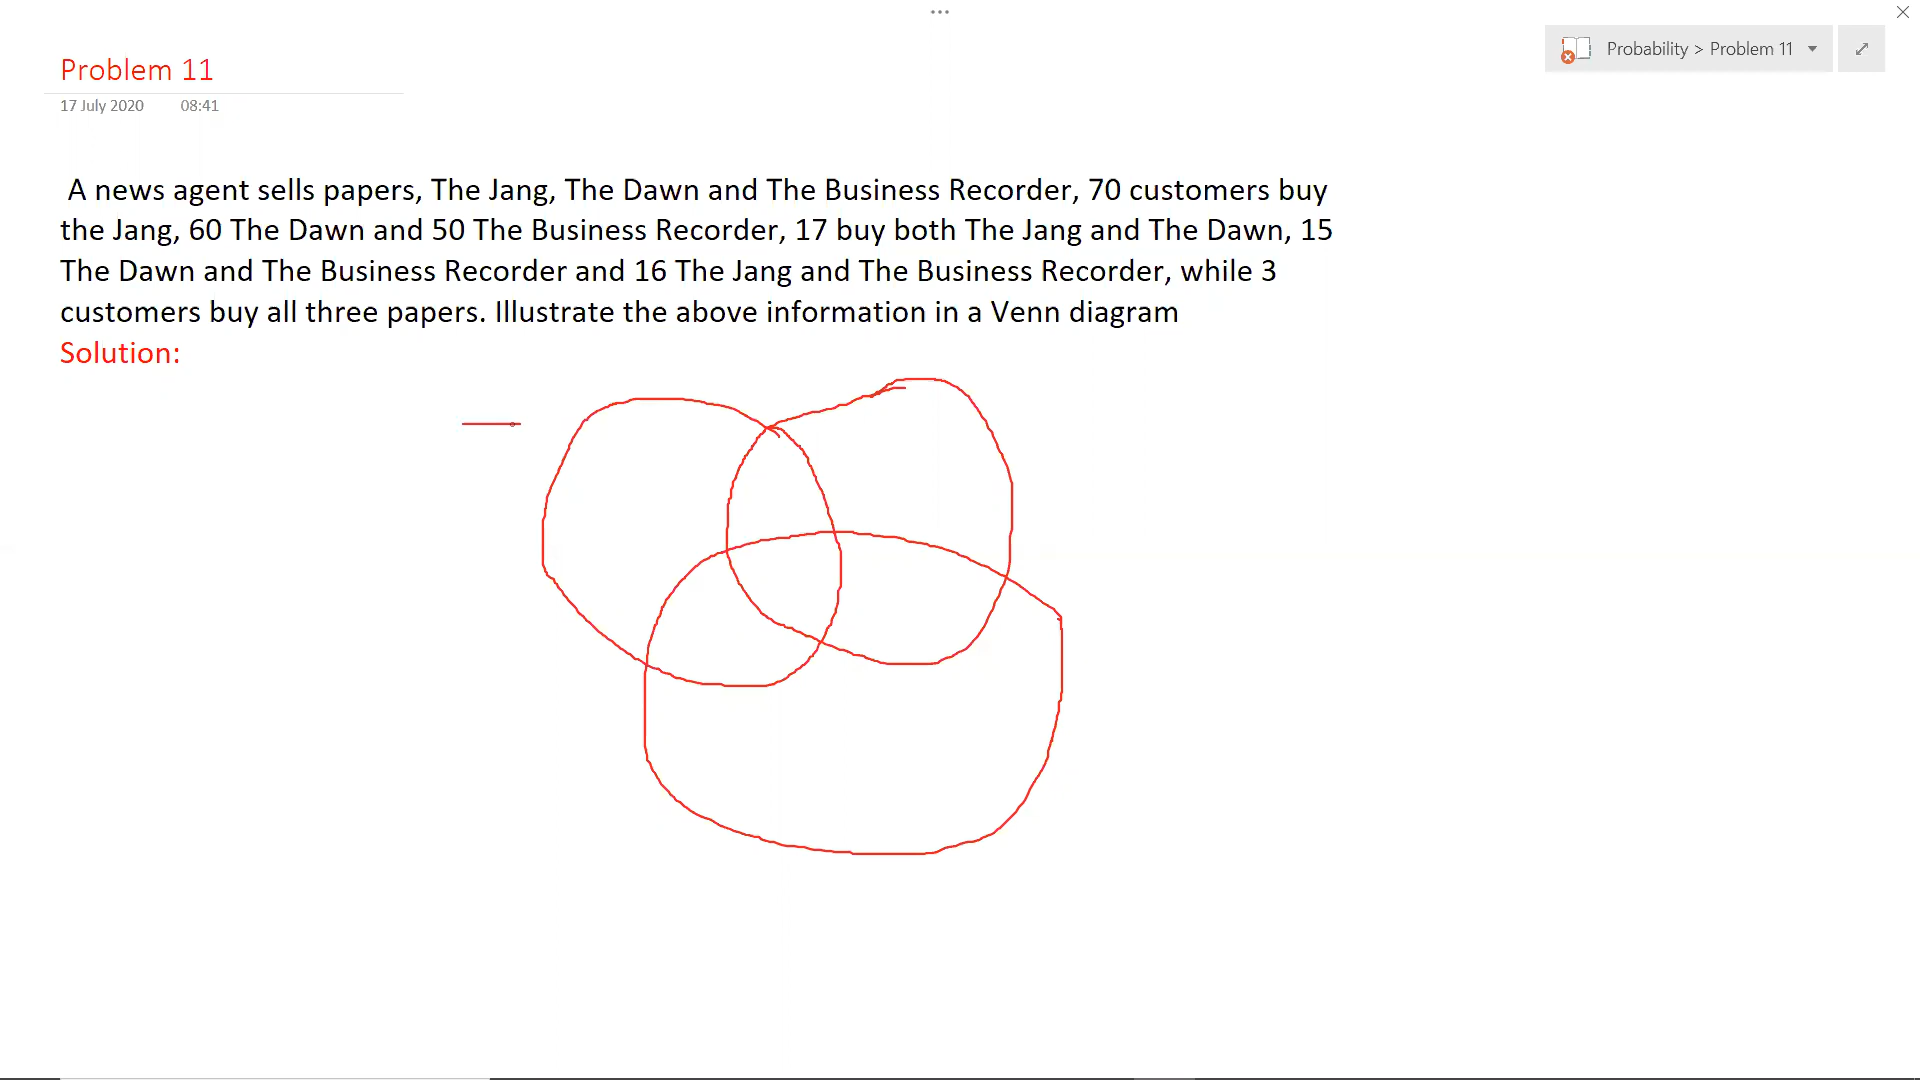 Probability > Problem 11
Problem 11
17 July 2020 08:41
A news agent sells papers, The Jang, The Dawn and The Business Recorder, 70 customers buy
the Jang, 60 The Dawn and 50 The Business Recorder, 17 buy both The Jang and The Dawn, 15
The Dawn and The Business Recorder and 16 The Jang and The Business Recorder, while 3
customers buy all three papers. Illustrate the above information in a Venn diagram
Solution: